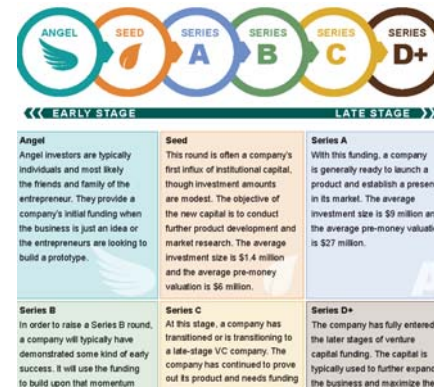 ANGEL
SEED
SERIES
A
SERIES
B
SERIES
C
SERIES
D+
EARLY STAGE
LATE STAGE
Angel
Angel investors are typically
individuals and most likely
the friends and family of the
entrepreneur. They provide a
company's initial funding when
the business is just an idea or
the entrepreneurs are looking to
build a prototype.
Seed
This round is often a company's
first influx of institutional capital,
though investment amounts
are modest. The objective of
the new capital is to conduct
further product development and
market research. The average
investment size is $1.4 million
and the average pre-money
valuation is $6 million.
Series A
With this funding, a company
is generally ready to launch a
product and establish a presen
in its market. The average
investment size is $9 million an
the average pre-money valuati
is $27 million.
Series B
In order to raise a Series B round,
a company will typically have
demonstrated some kind of early
success. It will use the funding
to build upon that momentum
Series C
At this stage, a company has
transitioned or is transitioning to
a late-stage VC company. The
company has continued to prove
out its product and needs funding
Series D+
The company has fully entered
the later stages of venture
capital funding. The capital is
typically used to further expand
the business and maximize the